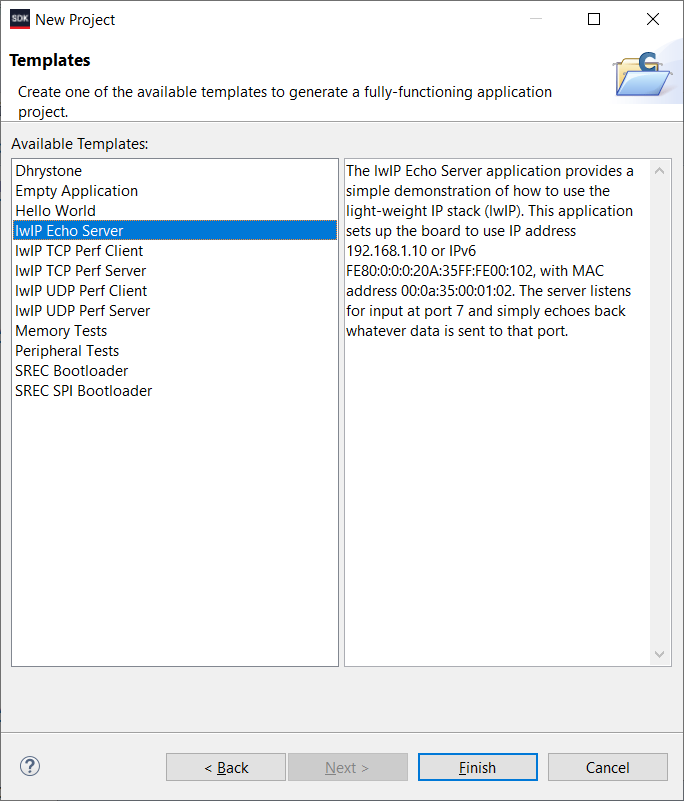 SDK New Project
Templates
C
Create one of the available templates to generate a fully-functioning application
project.
Available Templates:
Dhrystone
Empty Application
Hello World
lwIP Echo Server
lwIP TCP Perf Client
lwIP TCP Perf Server
lwIP UDP Perf Client
lwIP UDP Perf Server
Memory Tests
Peripheral Tests
SREC Bootloader
SREC SPI Bootloader
The lwIP Echo Server application provides a
simple demonstration of how to use the
light-weight IP stack (lwIP). This application
sets up the board to use IP address
192.168.1.10 or IPv6
FE80:0:0:0:20A:35FF:FE00:102, with MAC
address 00:0a:35:00:01:02. The server listens
for input at port 7 and simply echoes back
whatever data is sent to that port.
?
< Back
Next >
Finish
Cancel